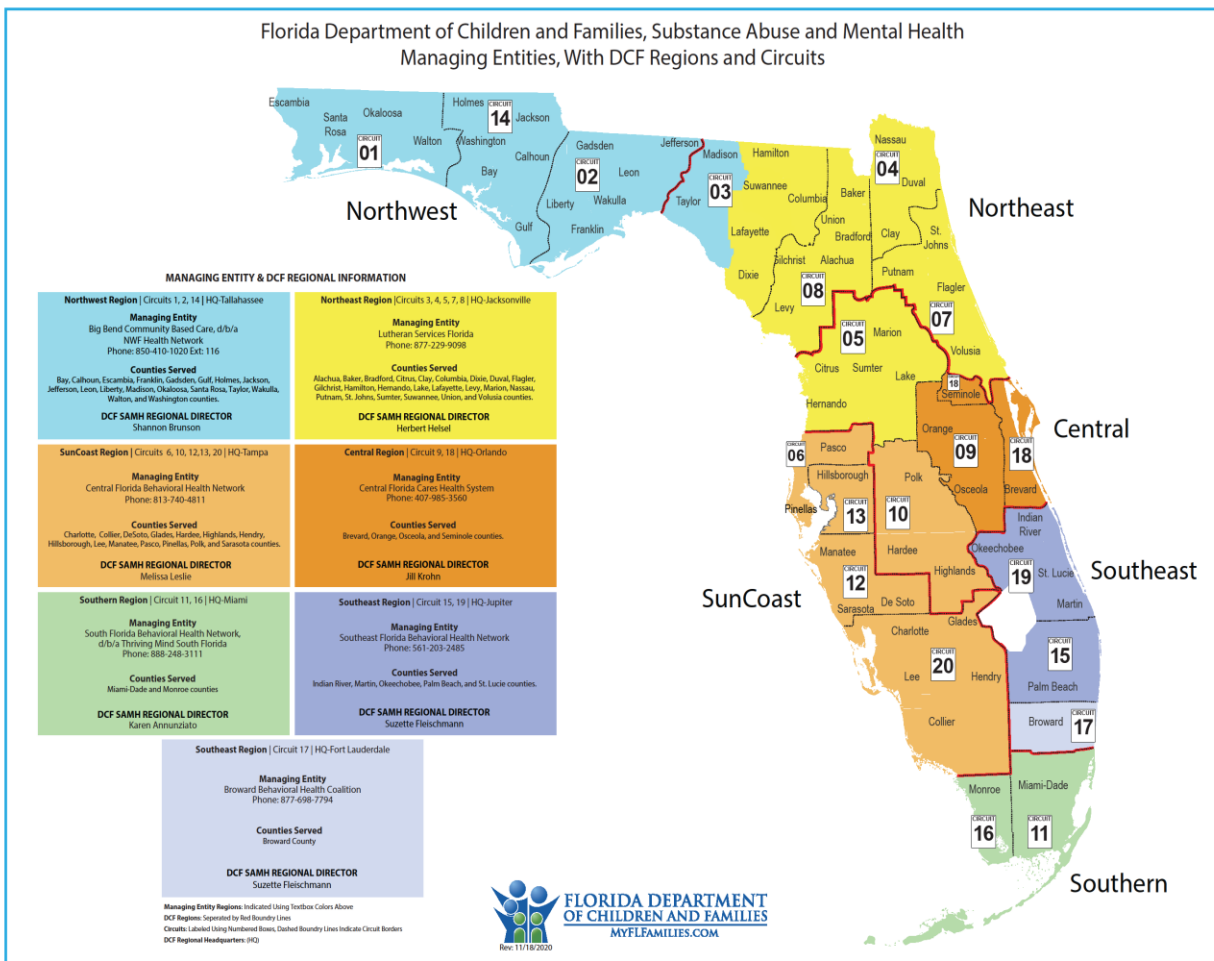 Florida Department of Children and Families, Substance Abuse and Mental Health
Managing Entities, With DCF Regions and Circuits
Escambia
Santa
Rosa
Okaloosa
Walton
CIRCUIT
01
Holmes
CIRCUIT
14
Jackson
Washington
Calhoun
Bay
Gulf
Gadsden
CIRCUIT
02
Leon
Liberty
Wakulla
Franklin
Jefferson
Madison
CIRCUIT
03
Taylor
Northwest
Hamilton
Suwannee
Columbia
Lafayette
Dixie
Baker
Union
Bradford
Gilchrist
Alachua
CIRCUIT
08
Levy
Nassau
CIRCUIT
04
Duval
Clay
St.
Johns
Putnam
Flagler
CIRCUIT
07
Volusia
Northeast
CIRCUIT
05
Marion
Citrus
Sumter
Lake
Hernando
18
Seminole
Orange
CIRCUIT
09
Osceola
CIRCUIT
18
Brevard
Central
CIRCUIT
06
Pasco
Hillsborough
Pinellas
CIRCUIT
13
Polk
CIRCUIT
10
Hardee
Highlands
Manatee
CIRCUIT
12
Sarasota
De Soto
SunCoast
Indian
River
Okeechobee
CIRCUIT
19
St. Lucie
Martin
Southeast
Charlotte
Glades
CIRCUIT
20
Lee
Hendry
Collier
CIRCUIT
15
Palm Beach
Broward
CIRCUIT
17
Monroe
Miami-Dade
CIRCUIT
16
CIRCUIT
11
Southern
MANAGING ENTITY & DCF REGIONAL INFORMATION
Northwest Region | Circuits 1, 2, 14 | HQ-Tallahassee
Managing Entity
Big Bend Community Based Care, d/b/a
NWF Health Network
Phone: 850-410-1020 Ext: 116
Counties Served
Bay, Calhoun, Escambia, Franklin, Gadsden, Gulf, Holmes, Jackson,
Jefferson, Leon, Liberty, Madison, Okaloosa, Santa Rosa, Taylor, Wakulla,
Walton, and Washington counties.
DCF SAMH REGIONAL DIRECTOR
Shannon Brunson
Northeast Region |Circuits 3, 4, 5, 7, 8 | HQ-Jacksonville
Managing Entity
Lutheran Services Florida
Phone: 877-229-9098
Counties Served
Alachua, Baker, Bradford, Citrus, Clay, Columbia, Dixie, Duval, Flagler,
Gilchrist, Hamilton, Hernando, Lake, Lafayette, Levy, Marion, Nassau,
Putnam, St. Johns, Sumter, Suwannee, Union, and Volusia counties.
DCF SAMH REGIONAL DIRECTOR
Herbert Helsel
SunCoast Region | Circuits 6, 10, 12,13, 20 | HQ-Tampa
Managing Entity
Central Florida Behavioral Health Network
Phone: 813-740-4811
Counties Served
Charlotte, Collier, DeSoto, Glades, Hardee, Highlands, Hendry,
Hillsborough, Lee, Manatee, Pasco, Pinellas, Polk, and Sarasota counties.
DCF SAMH REGIONAL DIRECTOR
Melissa Leslie
Central Region | Circuit 9, 18 | HQ-Orlando
Managing Entity
Central Florida Cares Health System
Phone: 407-985-3560
Counties Served
Brevard, Orange, Osceola, and Seminole counties.
DCF SAMH REGIONAL DIRECTOR
Jill Krohn
Southern Region | Circuit 11, 16 | HQ-Miami
Managing Entity
South Florida Behavioral Health Network,
d/b/a Thriving Mind South Florida
Phone: 888-248-3111
Counties Served
Miami-Dade and Monroe counties
DCF SAMH REGIONAL DIRECTOR
Karen Annunziato
Southeast Region | Circuit 15, 19 | HQ-Jupiter
Managing Entity
Southeast Florida Behavioral Health Network
Phone: 561-203-2485
Counties Served
Indian River, Martin, Okeechobee, Palm Beach, and St. Lucie counties.
DCF SAMH REGIONAL DIRECTOR
Suzette Fleischmann
Southeast Region | Circuit 17 | HQ-Fort Lauderdale
Managing Entity
Broward Behavioral Health Coalition
Phone: 877-698-7794
Counties Served
Broward County
DCF SAMH REGIONAL DIRECTOR
Suzette Fleischmann
Managing Entity Regions: Indicated Using Textbox Colors Above
DCF Regions: Seperated by Red Boundry Lines
Circuits: Labeled Using Numbered Boxes, Dashed Boundry Lines Indicate Circuit Borders
DCF Regional Headquarters: (HQ)
FLORIDA DEPARTMENT
OF CHILDREN AND FAMILIES
MYFLFAMILIES.COM
Rev: 11/18/2020